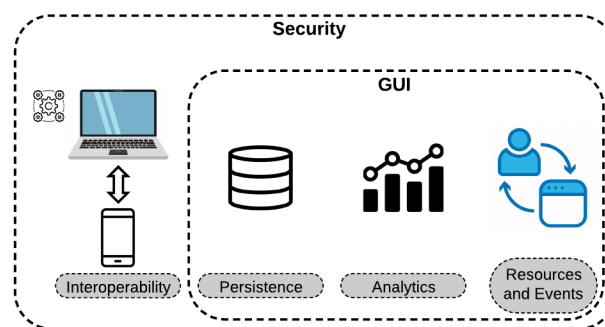 Security
GUI
Interoperability
Persistence
Analytics
Resources
and Events